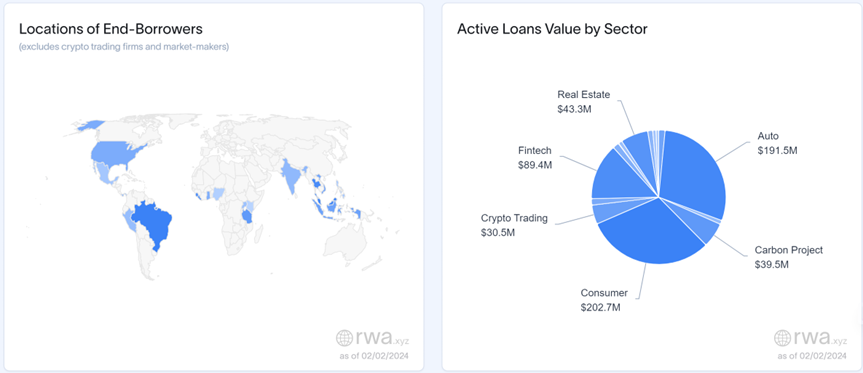 Locations of End-Borrowers
(excludes crypto trading firms and market-makers)
rwa.xyz
as of 02/02/2024
Active Loans Value by Sector
Real Estate
$43.3M
Auto
$191.5M
Fintech
$89.4M
Crypto Trading
$30.5M
Carbon Project
$39.5M
Consumer
$202.7M
rwa.xyz
as of 02/02/2024